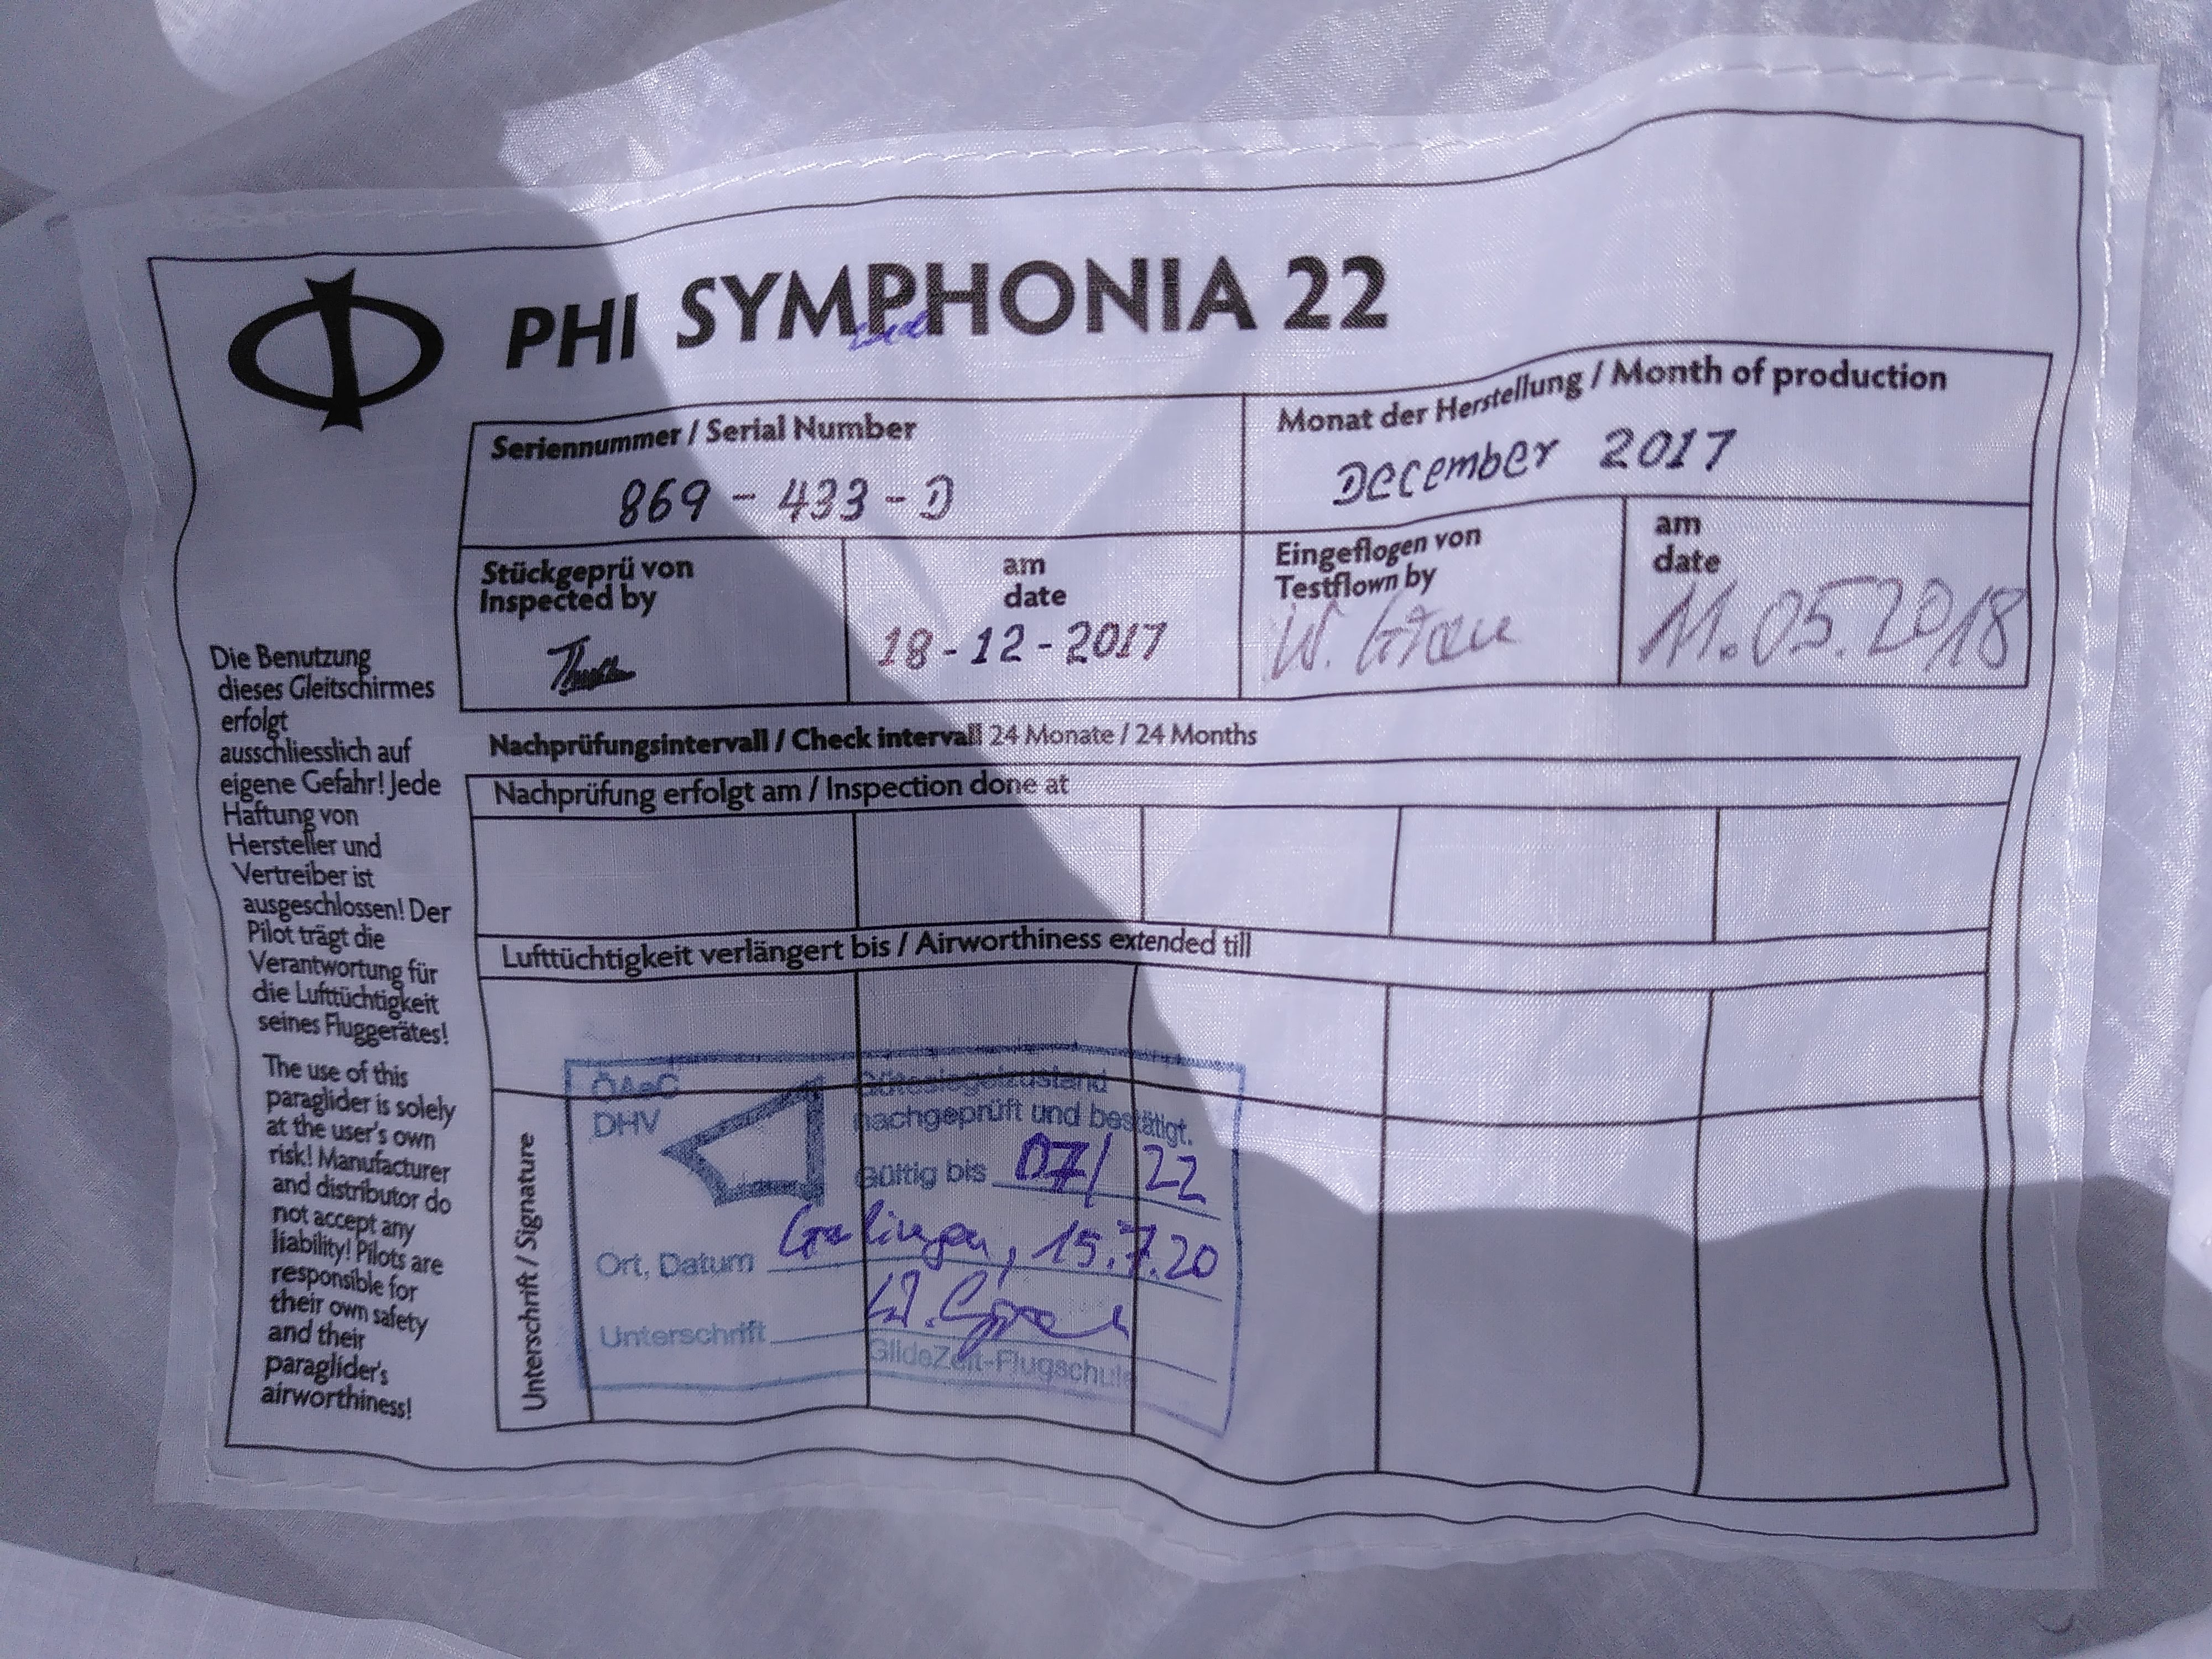 PHI SYMPHONIA 22
Seriennummer / Serial Number
869 - 433 - D
Monat der Herstellung / Month of production
December 2017
Stückgeprü von
Inspected by
am
date
18 - 12 - 2017
Eingeflogen von
Testflown by
W.
am
date
11.05.2018
Nachprüfungsintervall / Check intervall 24 Monate / 24 Months
Nachprüfung erfolgt am / Inspection done at
Lufttüchtigkeit verlängert bis / Airworthiness extended till
Unterschrift / Signature
ÖAeC
DHV
Gütesiegelzustand
nachgeprüft und bestätigt.
Gültig bis 07/22
Ort, Datum 15.7.20
Unterschrift W.
GlideZeit-Flugschule
Die Benutzung
dieses Gleitschirmes
erfolgt
ausschliesslich auf
eigene Gefahr! Jede
Haftung von
Hersteller und
Vertreiber ist
ausgeschlossen! Der
Pilot trägt die
Verantwortung für
die Lufttüchtigkeit
seines Fluggerätes!
The use of this
paraglider is solely
at the user's own
risk! Manufacturer
and distributor do
not accept any
liability! Pilots are
responsible for
their own safety
and their
paraglider's
airworthiness!